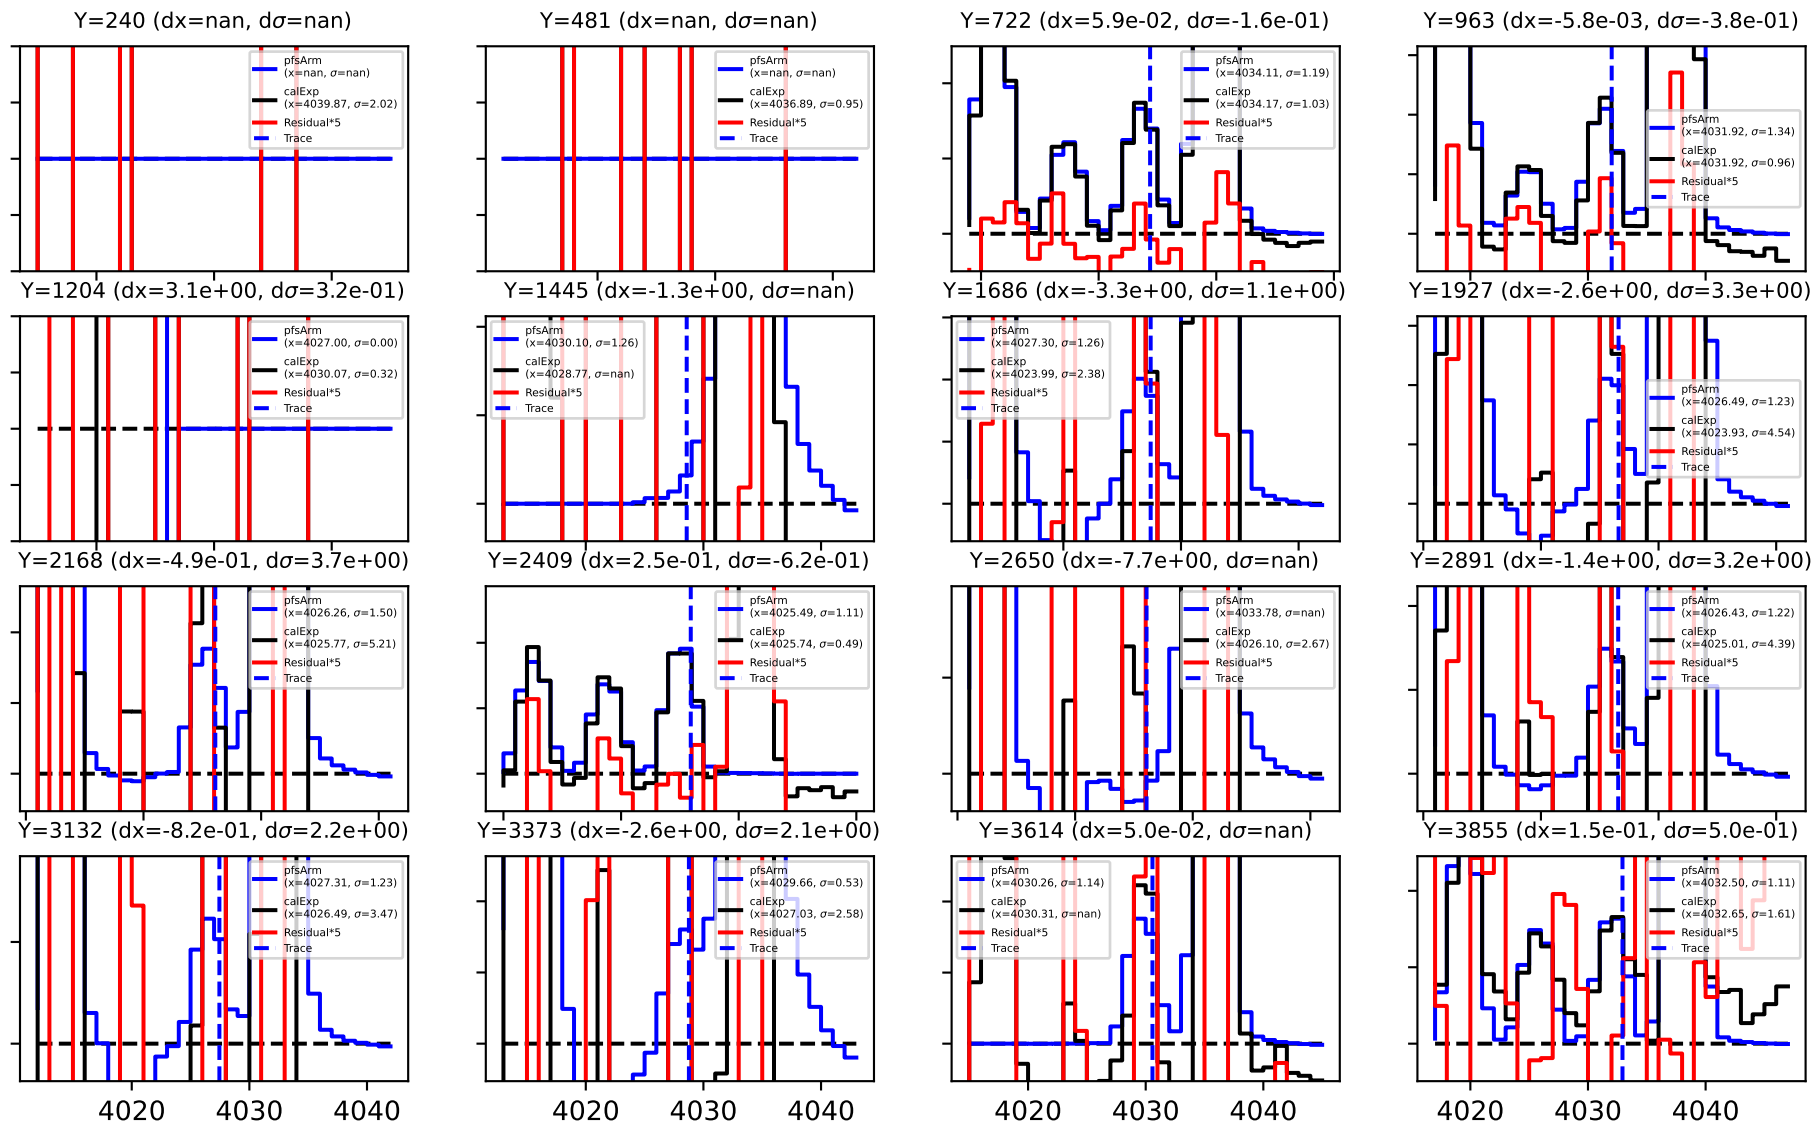 Y=240 (dx=nan, dσ=nan)
pfsArm
(x=nan, σ=nan)
calExp
(x=4039.87, σ=2.02)
Residual*5
Trace
Y=481 (dx=nan, dσ=nan)
pfsArm
(x=nan, σ=nan)
calExp
(x=4036.89, σ=0.95)
Residual*5
Trace
Y=722 (dx=5.9e-02, dσ=-1.6e-01)
pfsArm
(x=4034.11, σ=1.19)
calExp
(x=4034.17, σ=1.03)
Residual*5
Trace
Y=963 (dx=-5.8e-03, dσ=-3.8e-01)
pfsArm
(x=4031.92, σ=1.34)
calExp
(x=4031.92, σ=0.96)
Residual*5
Trace
Y=1204 (dx=3.1e+00, dσ=3.2e-01)
pfsArm
(x=4027.00, σ=0.00)
calExp
(x=4030.07, σ=0.32)
Residual*5
Trace
Y=1445 (dx=-1.3e+00, dσ=nan)
pfsArm
(x=4030.10, σ=1.26)
calExp
(x=4028.77, σ=nan)
Residual*5
Trace
Y=1686 (dx=-3.3e+00, dσ=1.1e+00)
pfsArm
(x=4027.30, σ=1.26)
calExp
(x=4023.99, σ=2.38)
Residual*5
Trace
Y=1927 (dx=-2.6e+00, dσ=3.3e+00)
pfsArm
(x=4026.49, σ=1.23)
calExp
(x=4023.93, σ=4.54)
Residual*5
Trace
Y=2168 (dx=-4.9e-01, dσ=3.7e+00)
pfsArm
(x=4026.26, σ=1.50)
calExp
(x=4025.77, σ=5.21)
Residual*5
Trace
Y=2409 (dx=2.5e-01, dσ=-6.2e-01)
pfsArm
(x=4025.49, σ=1.11)
calExp
(x=4025.74, σ=0.49)
Residual*5
Trace
Y=2650 (dx=-7.7e+00, dσ=nan)
pfsArm
(x=4033.78, σ=nan)
calExp
(x=4026.10, σ=2.67)
Residual*5
Trace
Y=2891 (dx=-1.4e+00, dσ=3.2e+00)
pfsArm
(x=4026.43, σ=1.22)
calExp
(x=4025.01, σ=4.39)
Residual*5
Trace
Y=3132 (dx=-8.2e-01, dσ=2.2e+00)
pfsArm
(x=4027.31, σ=1.23)
calExp
(x=4026.49, σ=3.47)
Residual*5
Trace
Y=3373 (dx=-2.6e+00, dσ=2.1e+00)
pfsArm
(x=4029.66, σ=0.53)
calExp
(x=4027.03, σ=2.58)
Residual*5
Trace
Y=3614 (dx=5.0e-02, dσ=nan)
pfsArm
(x=4030.26, σ=1.14)
calExp
(x=4030.31, σ=nan)
Residual*5
Trace
Y=3855 (dx=1.5e-01, dσ=5.0e-01)
pfsArm
(x=4032.50, σ=1.11)
calExp
(x=4032.65, σ=1.61)
Residual*5
Trace
4020 4030 4040
4020 4030 4040
4020 4030 4040
4020 4030 4040